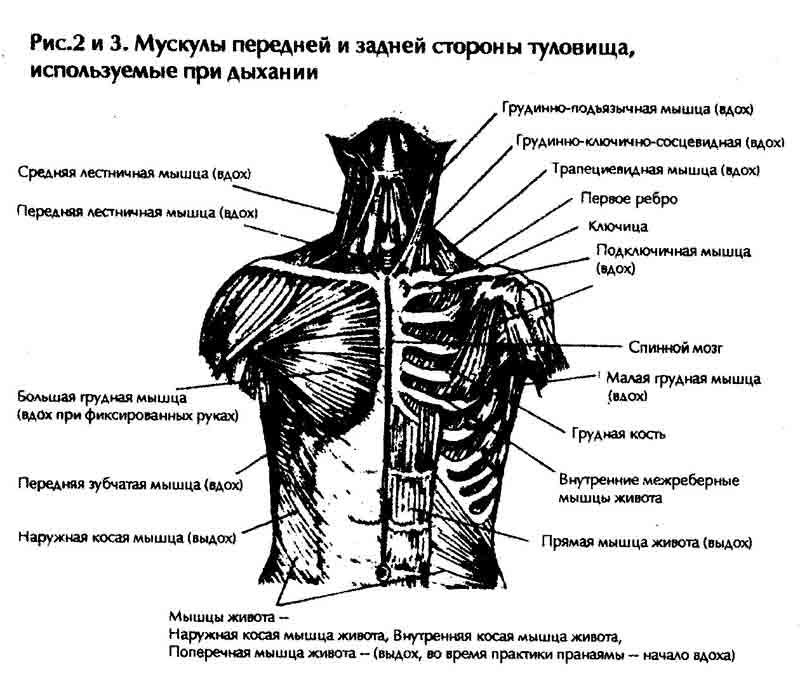 Рис.2 и 3. Мускулы передней и задней стороны туловища,
используемые при дыхании
Грудинно-подъязычная мышца (вдох)
Грудинно-ключично-сосцевидная (вдох)
Трапециевидная мышца (вдох)
Первое ребро
Ключица
Подключичная мышца
(вдох)
Спинной мозг
Малая грудная мышца
(вдох)
Грудная кость
Внутренние межреберные
мышцы живота
Прямая мышца живота (выдох)
Средняя лестничная мышца (вдох)
Передняя лестничная мышца (вдох)
Большая грудная мышца
(вдох при фиксированных руках)
Передняя зубчатая мышца (вдох)
Наружная косая мышца (выдох)
Мышцы живота –
Наружная косая мышца живота, Внутренняя косая мышца живота,
Поперечная мышца живота – (выдох, во время практики пранаямы – начало вдоха)